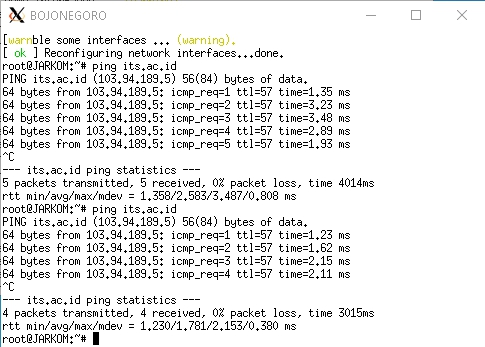 BOJONEGORO
[warnble some interfaces ... (warning).
[ ok ] Reconfiguring network interfaces...done.
root@JARKOM:~# ping its.ac.id
PING its.ac.id (103.94.189.5) 56(84) bytes of data.
64 bytes from 103.94.189.5: icmp_req=1 ttl=57 time=1.35 ms
64 bytes from 103.94.189.5: icmp_req=2 ttl=57 time=3.23 ms
64 bytes from 103.94.189.5: icmp_req=3 ttl=57 time=3.48 ms
64 bytes from 103.94.189.5: icmp_req=4 ttl=57 time=2.89 ms
64 bytes from 103.94.189.5: icmp_req=5 ttl=57 time=1.93 ms
^C
--- its.ac.id ping statistics ---
5 packets transmitted, 5 received, 0% packet loss, time 4014ms
rtt min/avg/max/mdev = 1.358/2.583/3.487/0.808 ms
root@JARKOM:~# ping its.ac.id
PING its.ac.id (103.94.189.5) 56(84) bytes of data.
64 bytes from 103.94.189.5: icmp_req=1 ttl=57 time=1.23 ms
64 bytes from 103.94.189.5: icmp_req=2 ttl=57 time=1.62 ms
64 bytes from 103.94.189.5: icmp_req=3 ttl=57 time=2.15 ms
64 bytes from 103.94.189.5: icmp_req=4 ttl=57 time=2.11 ms
^C
--- its.ac.id ping statistics ---
4 packets transmitted, 4 received, 0% packet loss, time 3015ms
rtt min/avg/max/mdev = 1.230/1.781/2.153/0.380 ms
root@JARKOM:~#